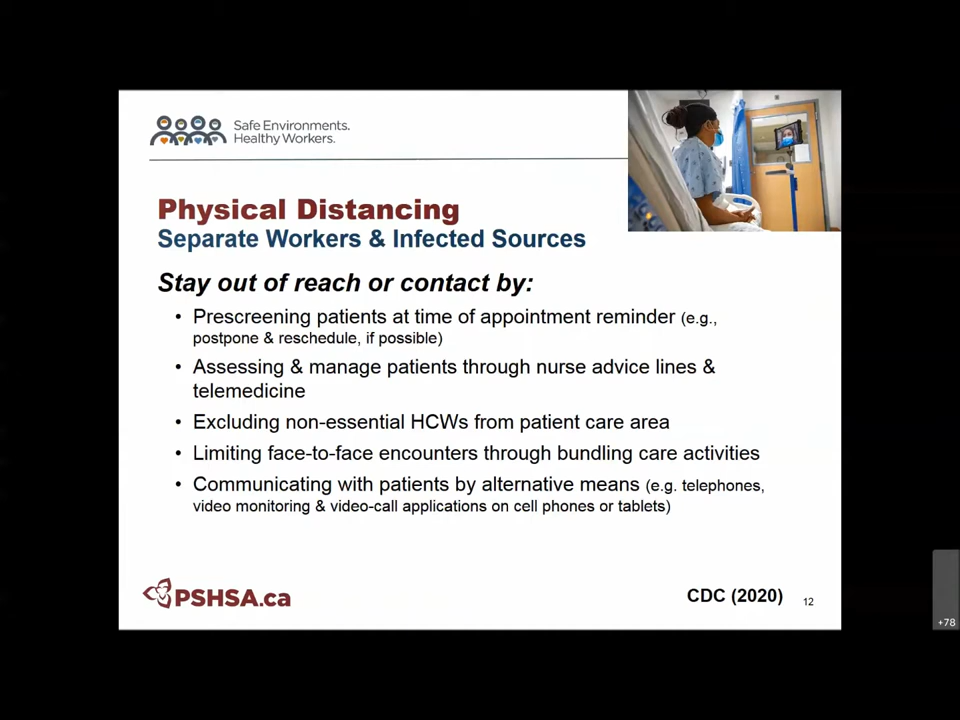 Safe Environments.
Healthy Workers.
Physical Distancing
Separate Workers & Infected Sources
Stay out of reach or contact by:
• Prescreening patients at time of appointment reminder (e.g.,
postpone & reschedule, if possible)
• Assessing & manage patients through nurse advice lines &
telemedicine
• Excluding non-essential HCWs from patient care area
• Limiting face-to-face encounters through bundling care activities
• Communicating with patients by alternative means (e.g. telephones,
video monitoring & video-call applications on cell phones or tablets)
PSHSA.ca
CDC (2020)
12
+78